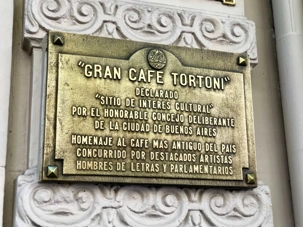 "GRAN CAFE TORTONI"
DECLARADO
"SITIO DE INTERES CULTURAL"
POR EL HONORABLE CONCEJO DELIBERANTE
DE LA CIUDAD DE BUENOS AIRES
HOMENAJE AL CAFE MAS ANTIGUO DEL PAIS
CONCURRIDO POR DESTACADOS ARTISTAS
HOMBRES DE LETRAS Y PARLAMENTARIOS